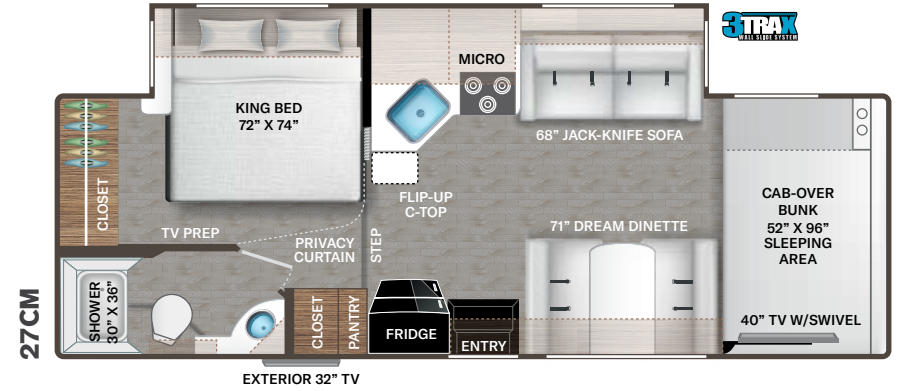 3TRAX
WALL SLIDE SYSTEM
MICRO
KING BED
72” X 74”
68” JACK-KNIFE SOFA
CLOSET
FLIP-UP
C-TOP
CAB-OVER
BUNK
52” X 96”
SLEEPING
AREA
TV PREP
PRIVACY
CURTAIN
STEP
71” DREAM DINETTE
27CM
SHOWER
30” X 36”
CLOSET
PANTRY
FRIDGE
ENTRY
40” TV W/SWIVEL
EXTERIOR 32” TV